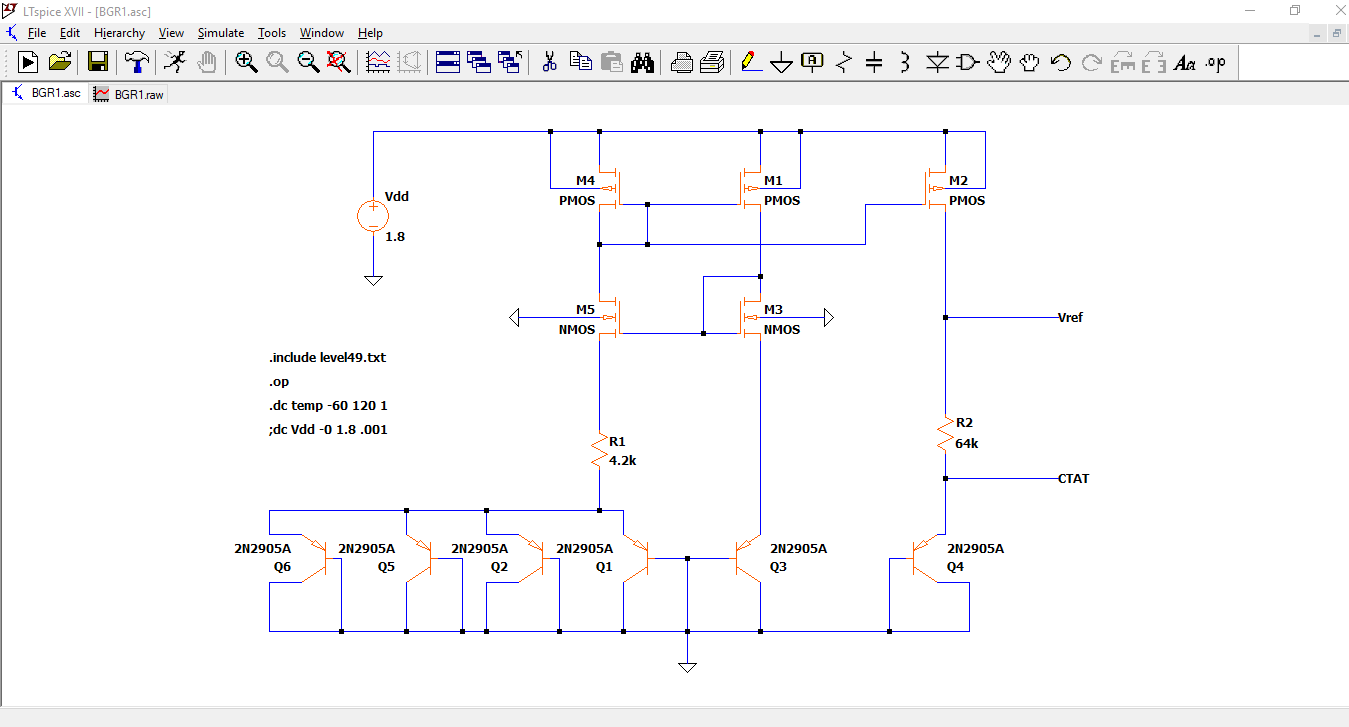 LTspice XVII - [BGR1.asc]
File Edit Hierarchy View Simulate Tools Window Help
BGR1.asc BGR1.raw
Vdd
1.8
M4
PMOS
M1
PMOS
M2
PMOS
M5
NMOS
M3
NMOS
Vref
.include level49.txt
.op
.dc temp -60 120 1
;dc Vdd -0 1.8 .001
R1
4.2k
R2
64k
CTAT
2N2905A
Q6
2N2905A
Q5
2N2905A
Q2
2N2905A
Q1
2N2905A
Q3
2N2905A
Q4